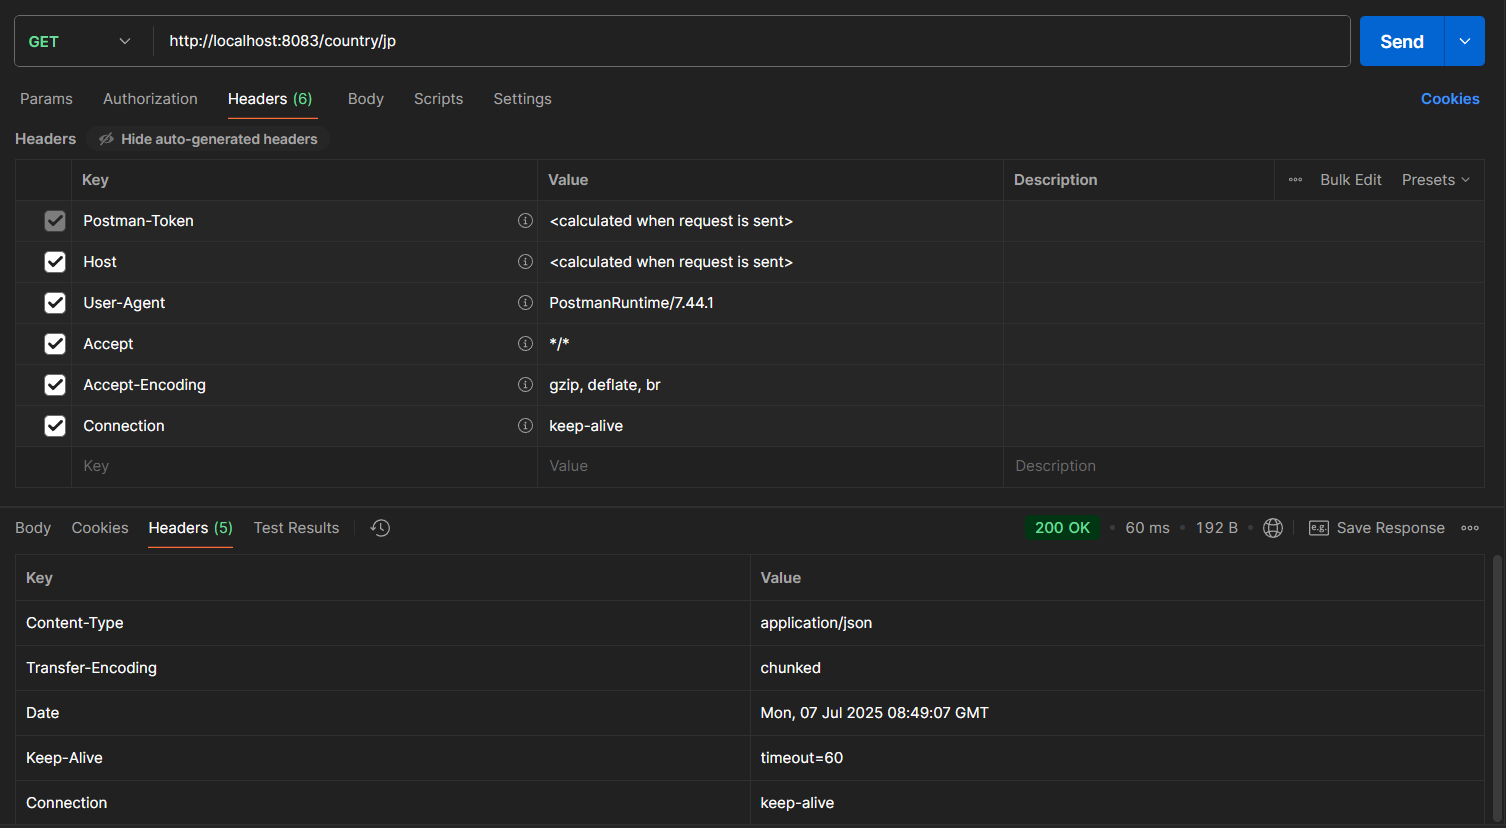 GET http://localhost:8083/country/jp Send
Params Authorization Headers (6) Body Scripts Settings Cookies
Headers Hide auto-generated headers
Key Value Description Bulk Edit Presets
Postman-Token <calculated when request is sent>
Host <calculated when request is sent>
User-Agent PostmanRuntime/7.44.1
Accept */*
Accept-Encoding gzip, deflate, br
Connection keep-alive
Key Value Description
Body Cookies Headers (5) Test Results 200 OK 60 ms 192 B e.g. Save Response
Key Value
Content-Type application/json
Transfer-Encoding chunked
Date Mon, 07 Jul 2025 08:49:07 GMT
Keep-Alive timeout=60
Connection keep-alive